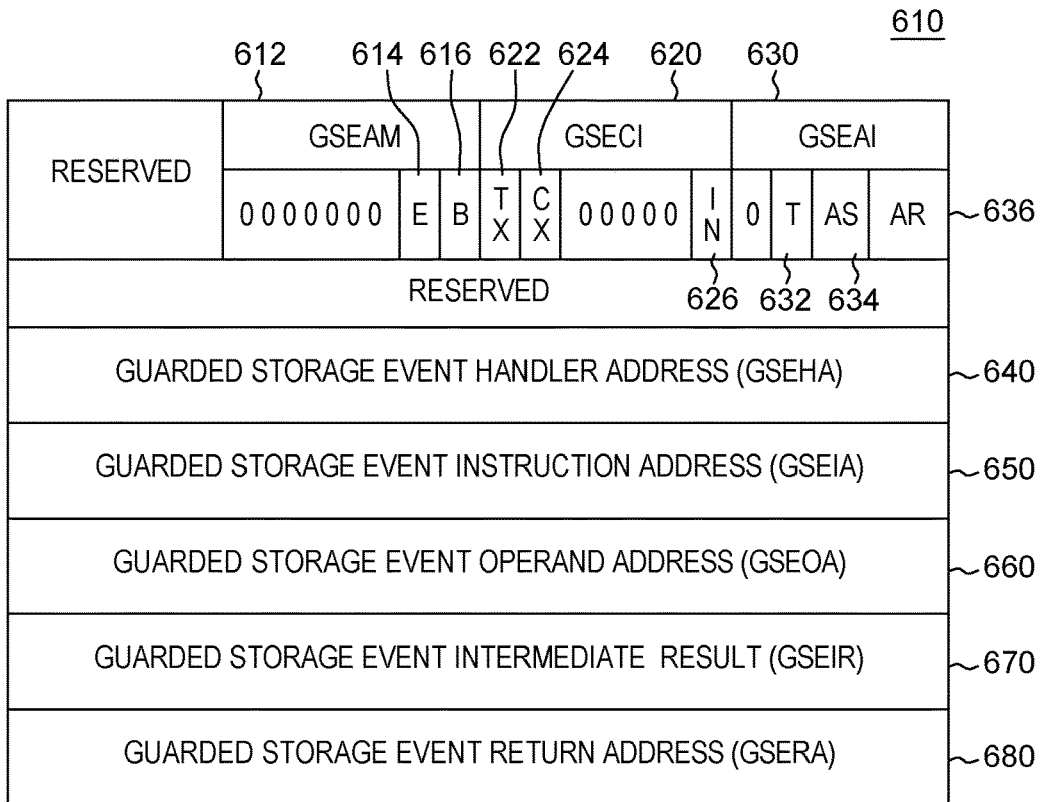 610
612 614 616 622 624 620 630
RESERVED GSEAM GSECI GSEAI
0000000 E B TX CX 00000 IN 0 T AS AR 636
RESERVED 626 632 634
GUARDED STORAGE EVENT HANDLER ADDRESS (GSEHA) 640
GUARDED STORAGE EVENT INSTRUCTION ADDRESS (GSEIA) 650
GUARDED STORAGE EVENT OPERAND ADDRESS (GSEOA) 660
GUARDED STORAGE EVENT INTERMEDIATE RESULT (GSEIR) 670
GUARDED STORAGE EVENT RETURN ADDRESS (GSERA) 680